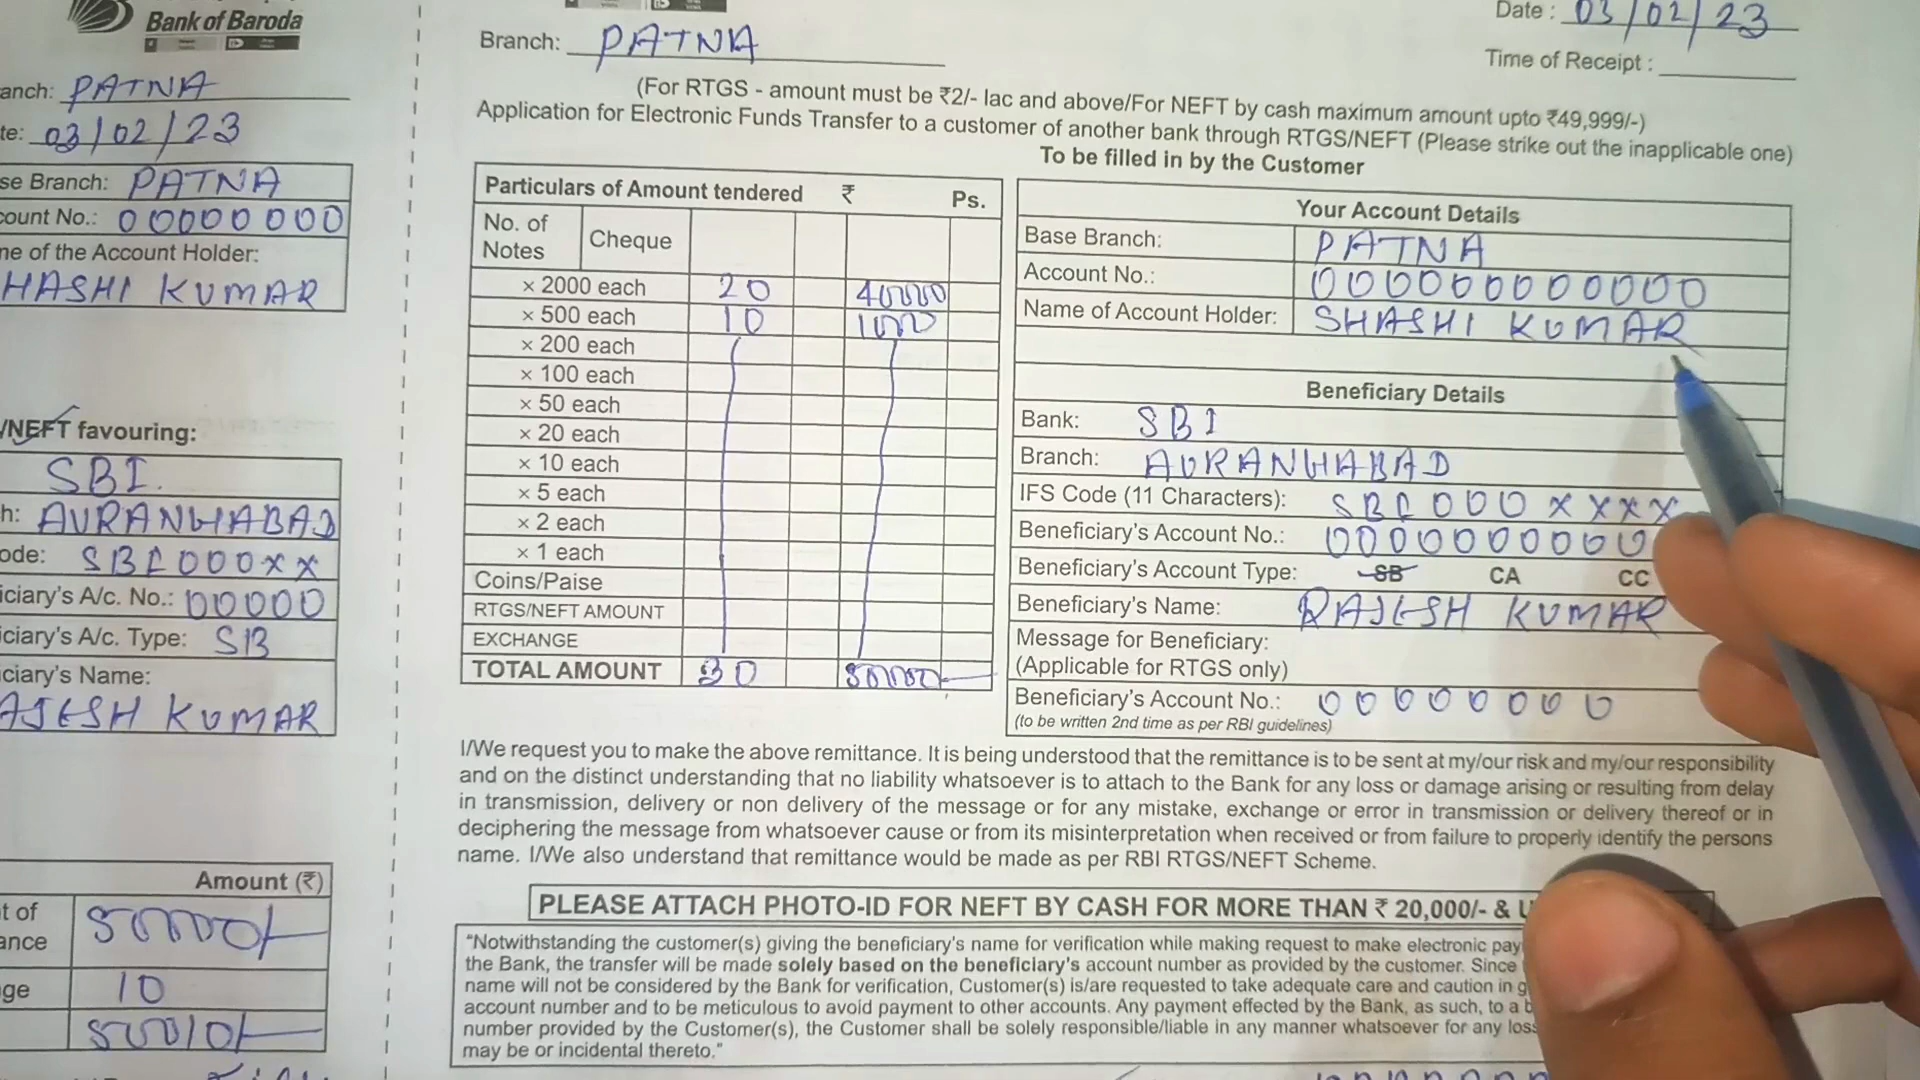 Bank of Baroda
anch: PATNA
te: 03/02/23
se Branch: PATNA
count No.: 00000000
ne of the Account Holder:
HASHI KUMAR
/NEFT favouring:
SBI.
h: AURANGABAD
ode: SBI000xx
iciary's A/c. No.: 00000
iciary's A/c. Type: SB
ciary's Name:
AJESH KUMAR
Amount (₹)
t of
ance 50000/-
ge 10
50010/-
Branch: PATNA
Date : 03/02/23
Time of Receipt :
(For RTGS - amount must be ₹2/- lac and above/For NEFT by cash maximum amount upto ₹49,999/-)
Application for Electronic Funds Transfer to a customer of another bank through RTGS/NEFT (Please strike out the inapplicable one)
To be filled in by the Customer
Particulars of Amount tendered ₹ Ps.
No. of Notes Cheque
× 2000 each 20 40000
× 500 each 10
× 200 each
× 100 each
× 50 each
× 20 each
× 10 each
× 5 each
× 2 each
× 1 each
Coins/Paise
RTGS/NEFT AMOUNT
EXCHANGE
TOTAL AMOUNT 30 50000/-
Your Account Details
Base Branch: PATNA
Account No.: 000000000000
Name of Account Holder: SHASHI KUMAR
Beneficiary Details
Bank: SBI
Branch: AURANGABAD
IFS Code (11 Characters): SBI000xxxx
Beneficiary's Account No.: 0000000000
Beneficiary's Account Type: SB CA CC
Beneficiary's Name: RAJESH KUMAR
Message for Beneficiary:
(Applicable for RTGS only)
Beneficiary's Account No.: 00000000
(to be written 2nd time as per RBI guidelines)
I/We request you to make the above remittance. It is being understood that the remittance is to be sent at my/our risk and my/our responsibility
and on the distinct understanding that no liability whatsoever is to attach to the Bank for any loss or damage arising or resulting from delay
in transmission, delivery or non delivery of the message or for any mistake, exchange or error in transmission or delivery thereof or in
deciphering the message from whatsoever cause or from its misinterpretation when received or from failure to properly identify the persons
name. I/We also understand that remittance would be made as per RBI RTGS/NEFT Scheme.
PLEASE ATTACH PHOTO-ID FOR NEFT BY CASH FOR MORE THAN ₹ 20,000/- & U
"Notwithstanding the customer(s) giving the beneficiary's name for verification while making request to make electronic pay
the Bank, the transfer will be made solely based on the beneficiary's account number as provided by the customer. Since
name will not be considered by the Bank for verification, Customer(s) is/are requested to take adequate care and caution in g
account number and to be meticulous to avoid payment to other accounts. Any payment effected by the Bank, as such, to a b
number provided by the Customer(s), the Customer shall be solely responsible/liable in any manner whatsoever for any loss
may be or incidental thereto."